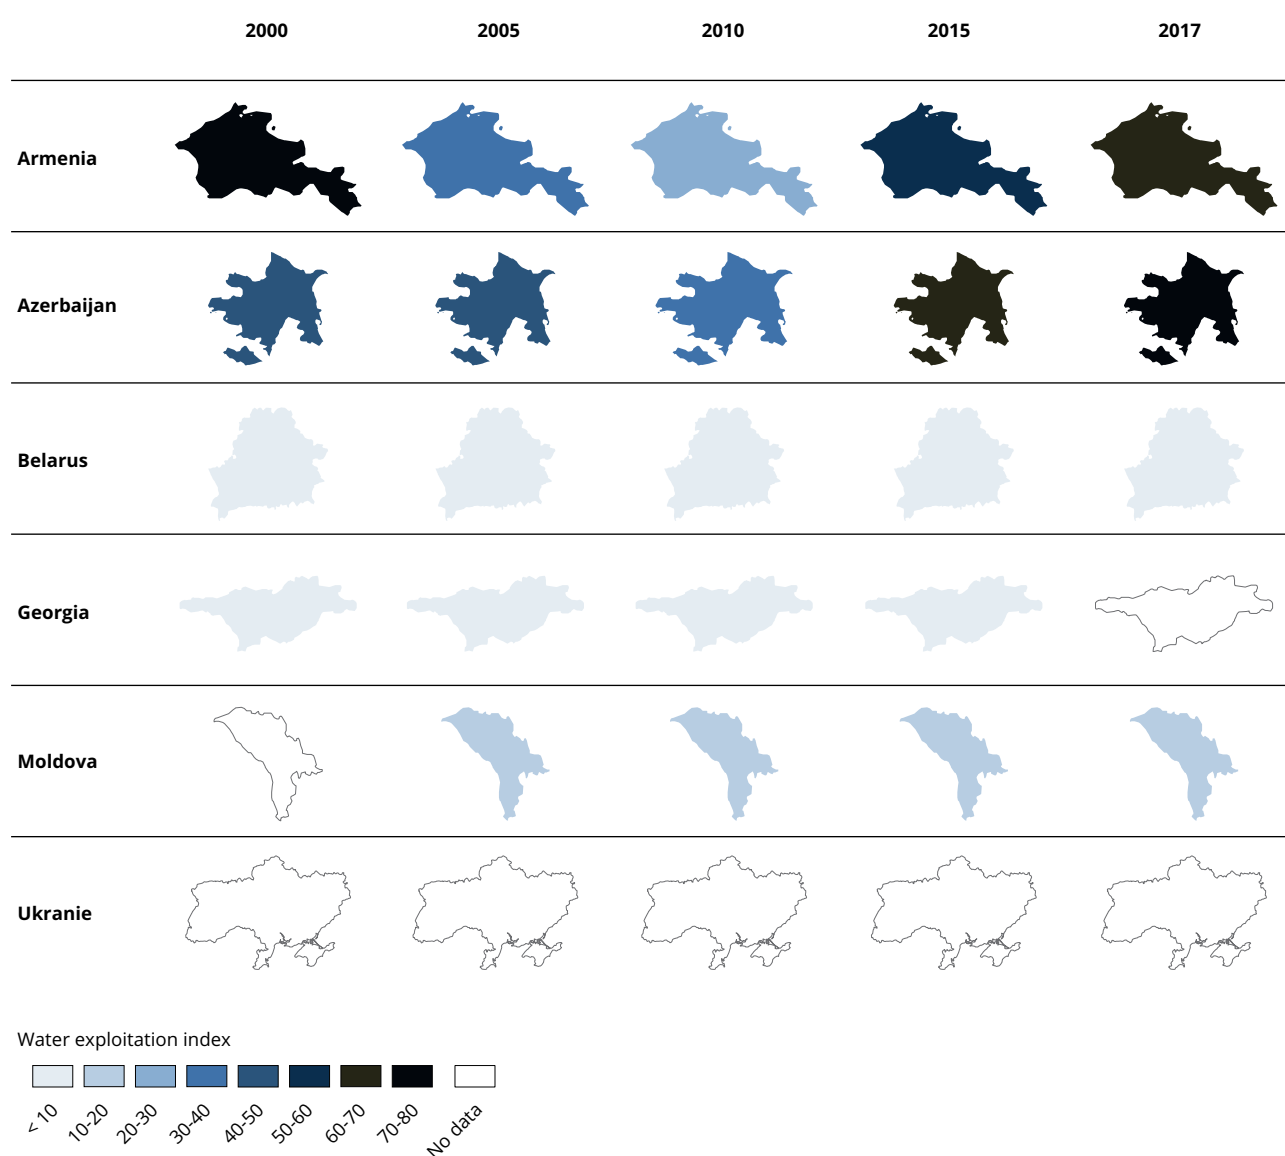 2000 2005 2010 2015 2017
Armenia
Azerbaijan
Belarus
Georgia
Moldova
Ukranie
Water exploitation index
< 10 10-20 20-30 30-40 40-50 50-60 60-70 70-80 No data